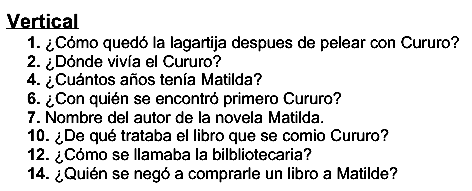 Vertical
1. ¿Cómo quedó la lagartija despues de pelear con Cururo?
2. ¿Dónde vivía el Cururo?
4. ¿Cuántos años tenía Matilda?
6. ¿Con quién se encontró primero Cururo?
7. Nombre del autor de la novela Matilda.
10. ¿De qué trataba el libro que se comio Cururo?
12. ¿Cómo se llamaba la bilbliotecaria?
14. ¿Quién se negó a comprarle un libro a Matilde?